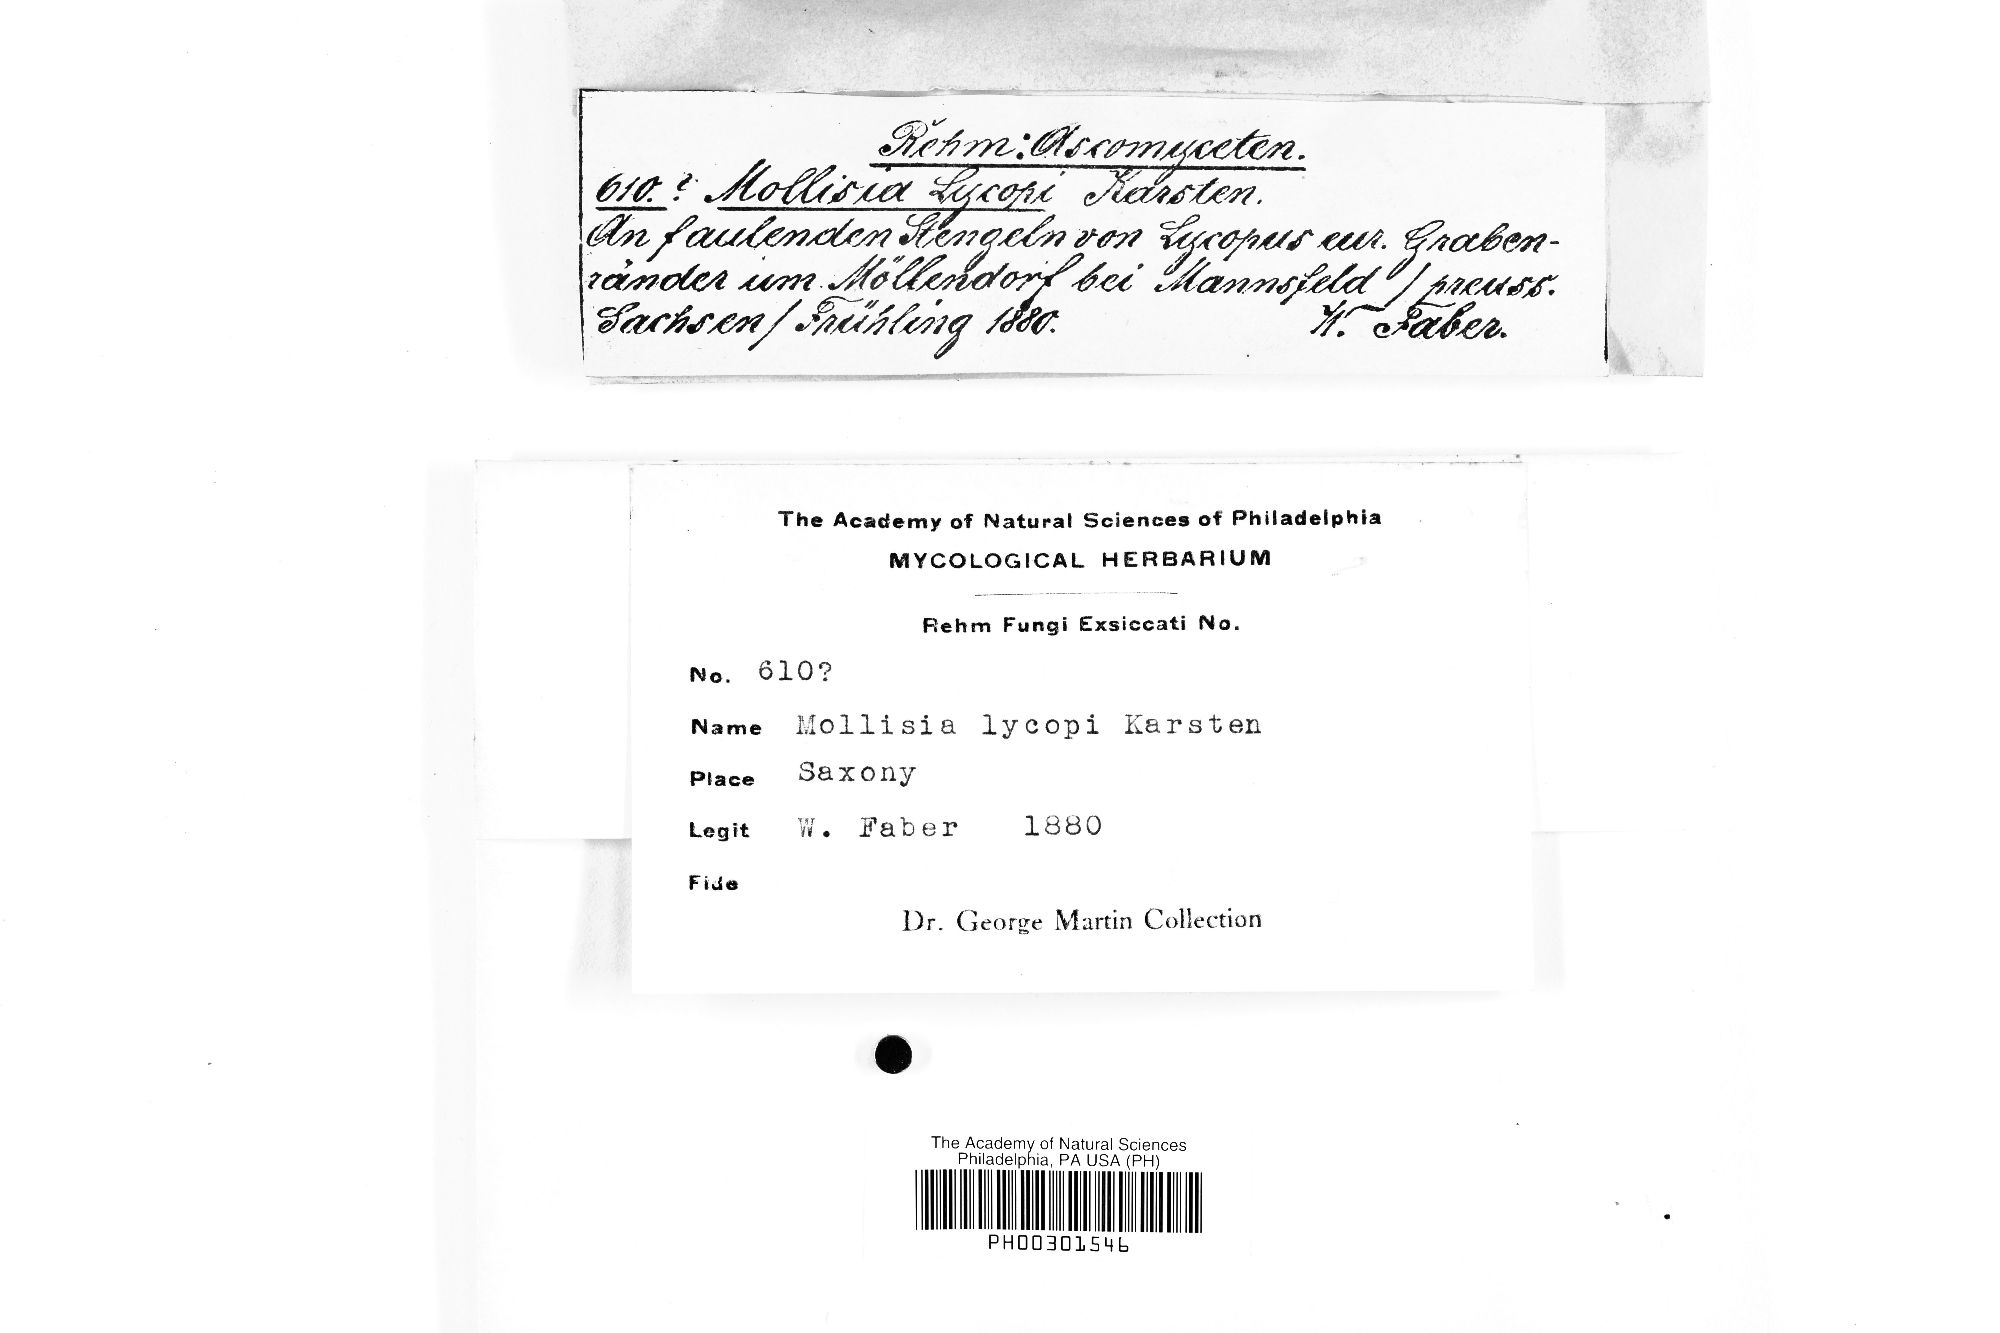 Rehm: Ascomyceten.
610.? Mollisia Lycopi Karsten.
An faulenden Stengeln von Lycopus eur. Graben-
ränder um Möllendorf bei Mannsfeld / preuss.
Sachsen / Frühling 1880. W. Faber.
The Academy of Natural Sciences of Philadelphia
MYCOLOGICAL HERBARIUM
Rehm Fungi Exsiccati No.
No. 610?
Name Mollisia lycopi Karsten
Place Saxony
Legit W. Faber 1880
Fide
Dr. George Martin Collection
The Academy of Natural Sciences
Philadelphia, PA USA (PH)
PH00301546